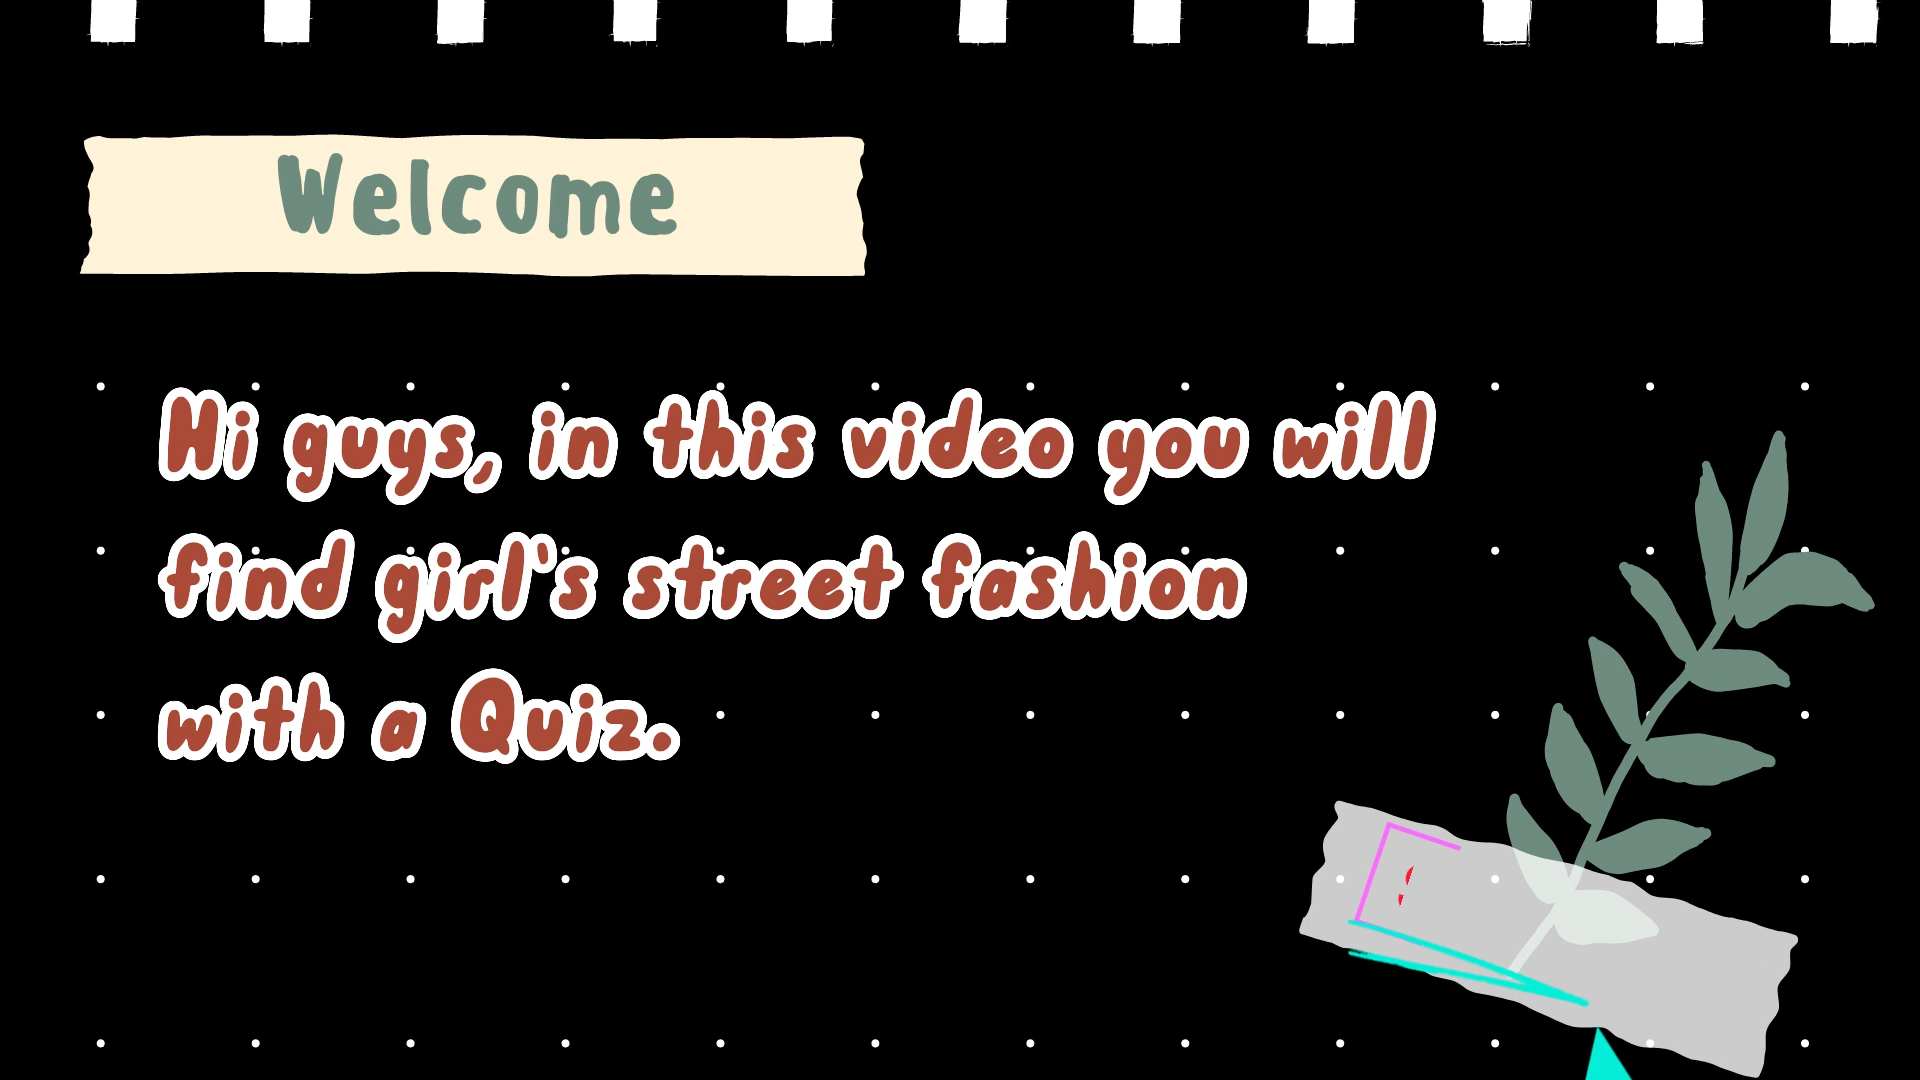 Welcome
Hi guys, in this video you will
find girl's street fashion
with a Quiz.